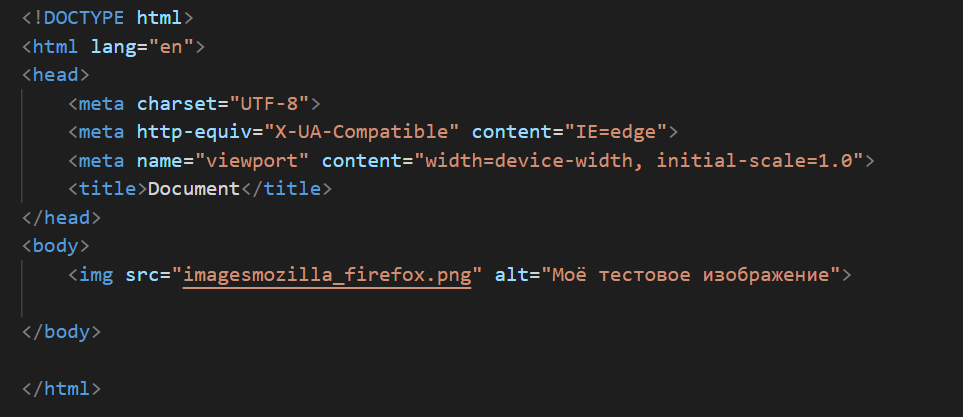 <!DOCTYPE html>
<html lang="en">
<head>
    <meta charset="UTF-8">
    <meta http-equiv="X-UA-Compatible" content="IE=edge">
    <meta name="viewport" content="width=device-width, initial-scale=1.0">
    <title>Document</title>
</head>
<body>
    <img src="imagesmozilla_firefox.png" alt="Моё тестовое изображение">
</body>
</html>